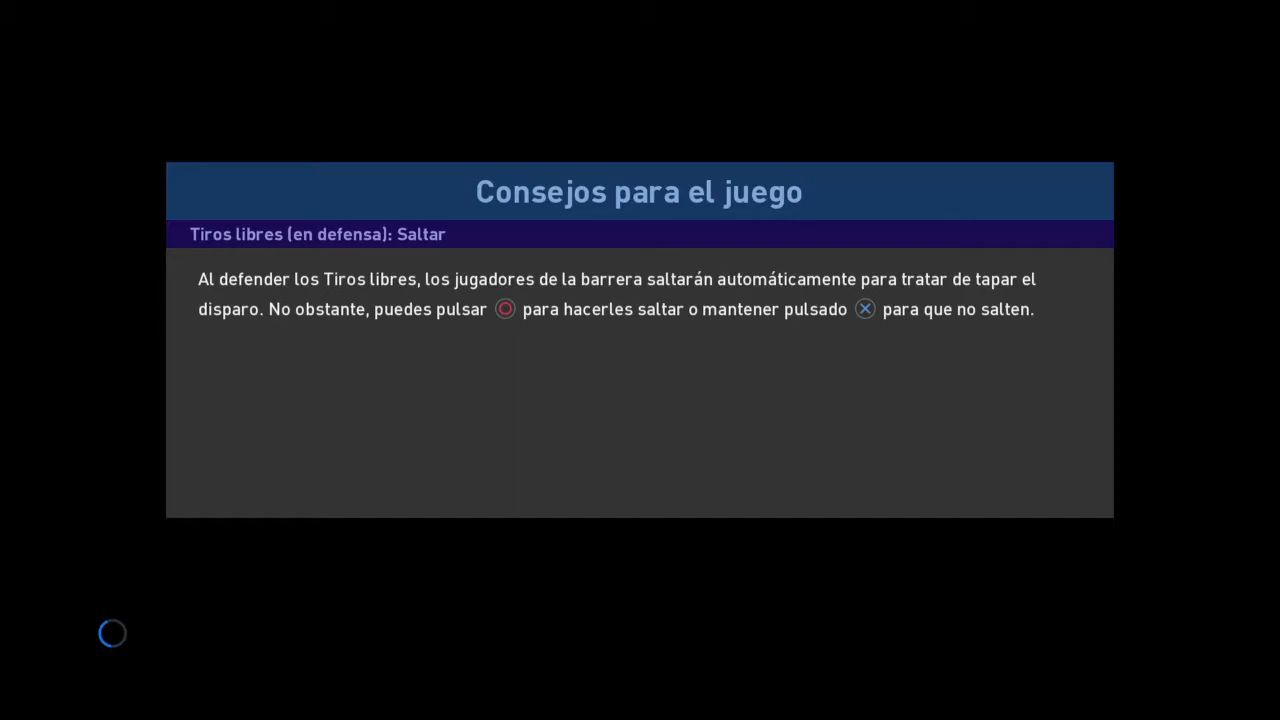 Consejos para el juego
Tiros libres (en defensa): Saltar
Al defender los Tiros libres, los jugadores de la barrera saltarán automáticamente para tratar de tapar el
disparo. No obstante, puedes pulsar para hacerles saltar o mantener pulsado para que no salten.